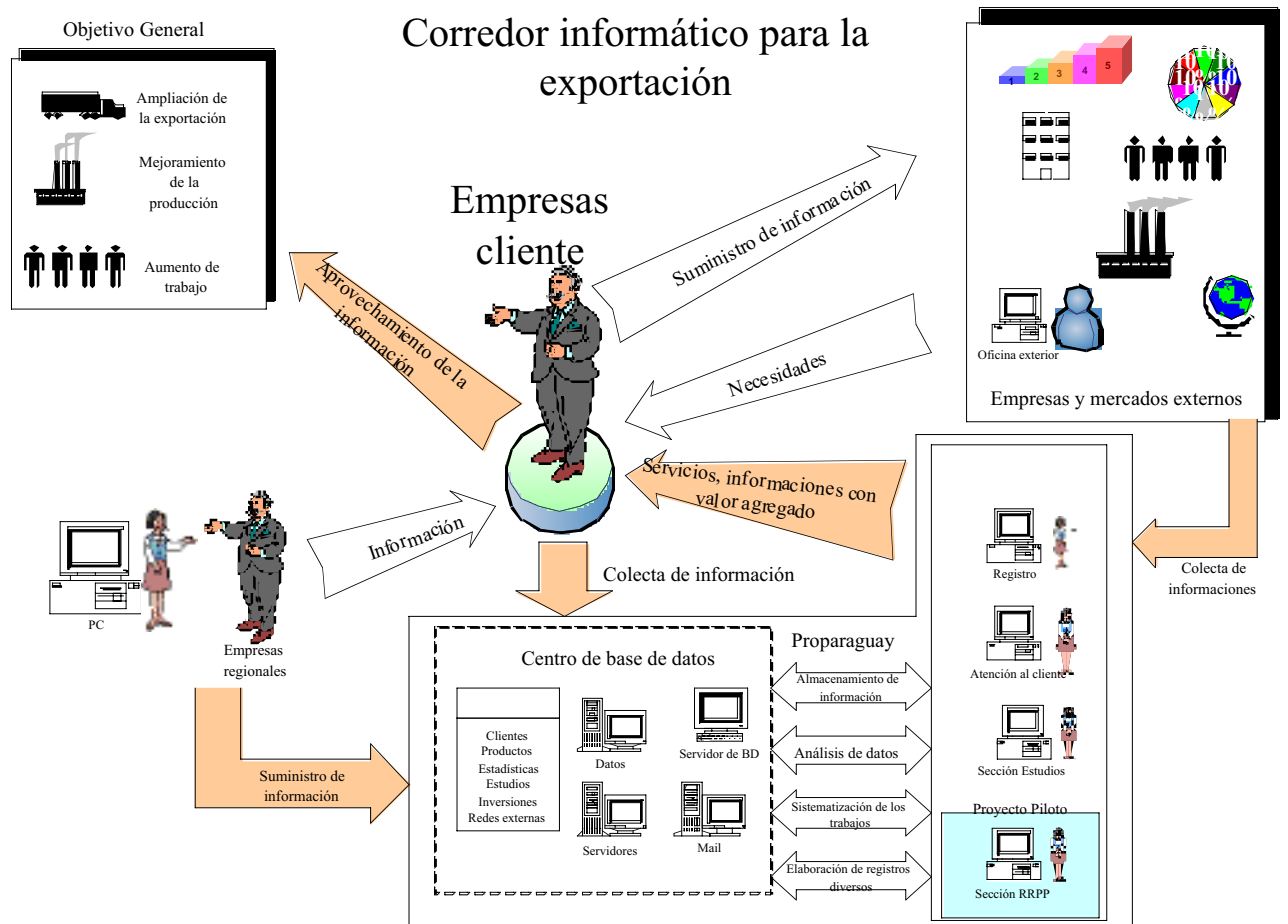 Objetivo General
Corredor informático para la
exportación
Ampliación de
la exportación
Mejoramiento
de la
producción
Aumento de
trabajo
1 2 3 4 5
Empresas
cliente
Suministro de información
Aprovechamiento de la
información
Necesidades
Oficina exterior
Empresas y mercados externos
Servicios, informaciones con
valor agregado
Información
PC
Empresas
regionales
Colecta de información
Colecta de
informaciones
Suministro de
información
Centro de base de datos
Clientes
Productos
Estadísticas
Estudios
Inversiones
Redes externas
Datos
Servidor de BD
Servidores
Mail
Proparaguay
Almacenamiento de
información
Análisis de datos
Sistematización de los
trabajos
Elaboración de registros
diversos
Registro
Atención al cliente
Sección Estudios
Proyecto Piloto
Sección RRPP